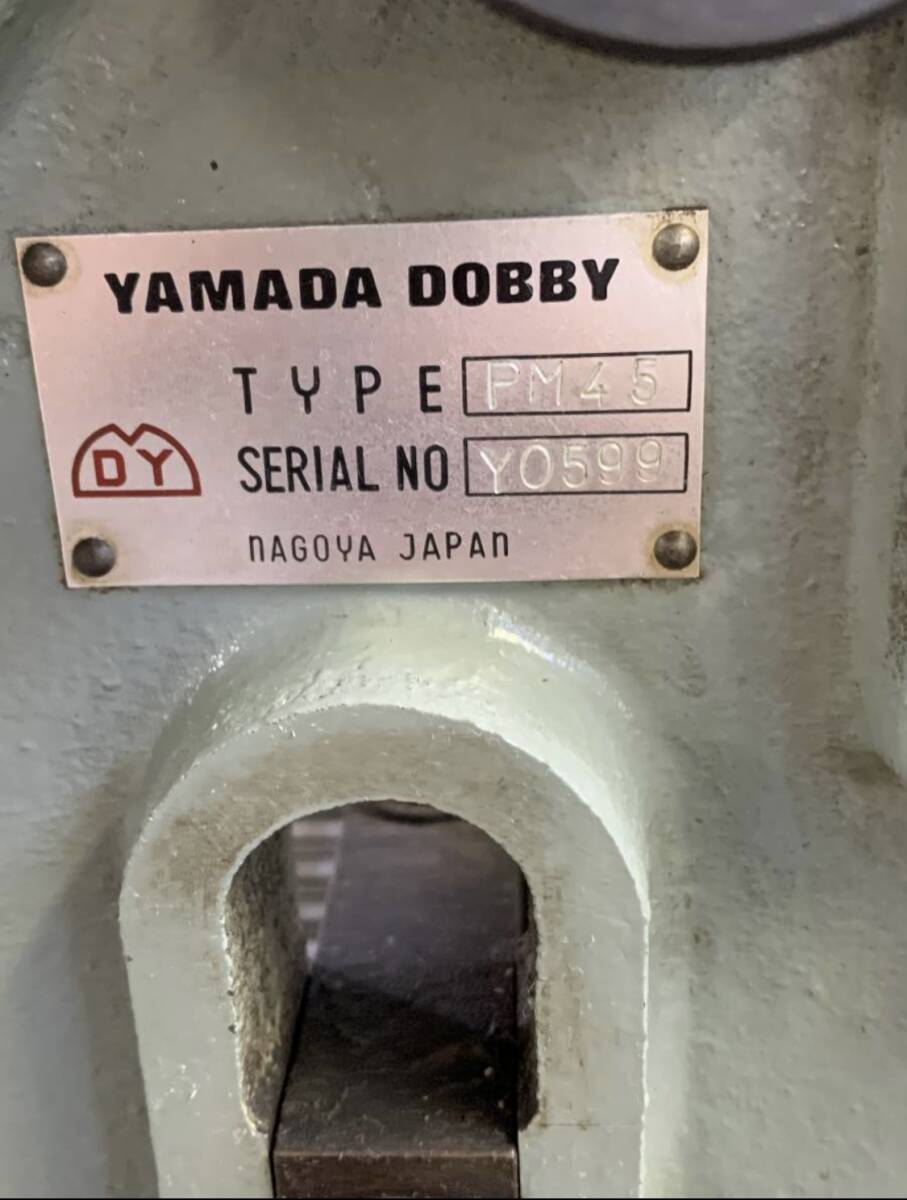 YAMADA DOBBY
TYPE PM45
DY SERIAL NO Y0599
NAGOYA JAPAN